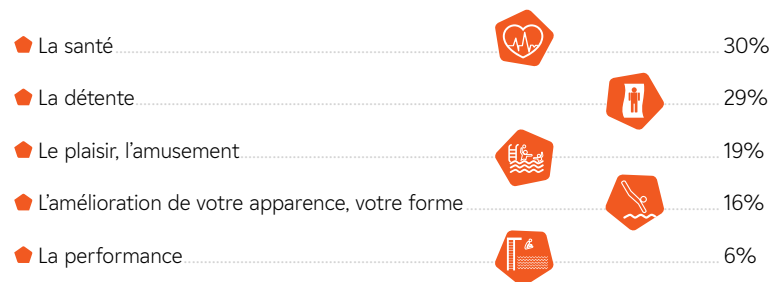 La santé 30%
La détente 29%
Le plaisir, l'amusement 19%
L'amélioration de votre apparence, votre forme 16%
La performance 6%